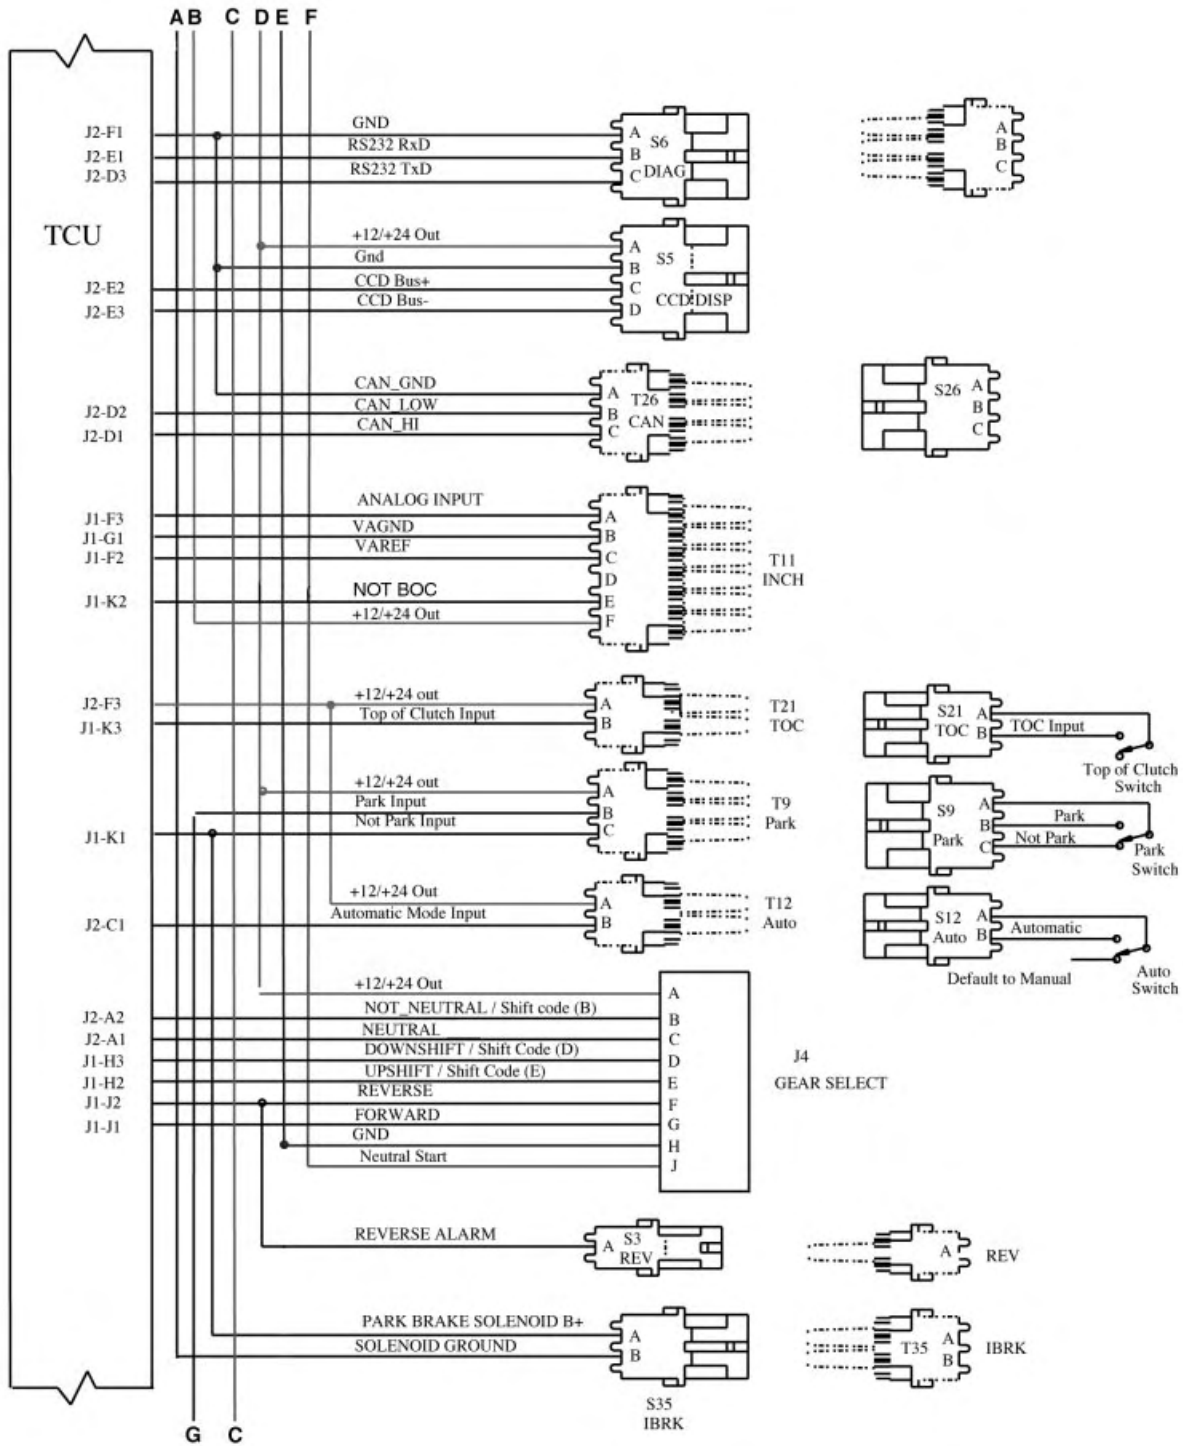 A B C D E F
TCU
J2-F1 GND A S6
J2-E1 RS232 RxD B
J2-D3 RS232 TxD C DIAG
A
B
C
+12/+24 Out A S5
Gnd B
J2-E2 CCD Bus+ C CCD DISP
J2-E3 CCD Bus- D
CAN_GND A T26
J2-D2 CAN_LOW B CAN
J2-D1 CAN_HI C
S26 A
B
C
J1-F3 ANALOG INPUT A
J1-G1 VAGND B
J1-F2 VAREF C
D
J1-K2 NOT BOC E
+12/+24 Out F
T11
INCH
J2-F3 +12/+24 out A
J1-K3 Top of Clutch Input B
T21
TOC
S21 A
TOC B TOC Input
Top of Clutch
Switch
+12/+24 out A
Park Input B
J1-K1 Not Park Input C
T9
Park
S9 A
B Park
Park C Not Park
Park
Switch
+12/+24 Out A
J2-C1 Automatic Mode Input B
T12
Auto
S12 A
Auto B Automatic
Default to Manual
Auto
Switch
+12/+24 Out A
J2-A2 NOT_NEUTRAL / Shift code (B) B
J2-A1 NEUTRAL C
J1-H3 DOWNSHIFT / Shift Code (D) D
J1-H2 UPSHIFT / Shift Code (E) E
J1-J2 REVERSE F
J1-J1 FORWARD G
GND H
Neutral Start J
J4
GEAR SELECT
REVERSE ALARM A S3
REV
A REV
PARK BRAKE SOLENOID B+ A
SOLENOID GROUND B
S35
IBRK
T35 A
B
IBRK
G C